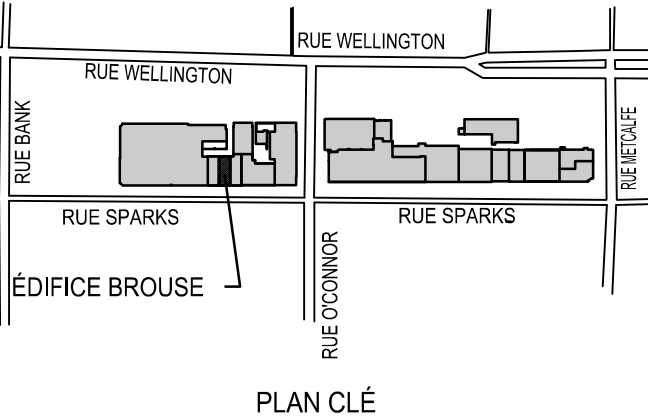 RUE WELLINGTON
RUE WELLINGTON
RUE BANK
RUE METCALFE
RUE SPARKS
RUE SPARKS
RUE O'CONNOR
ÉDIFICE BROUSE
PLAN CLÉ